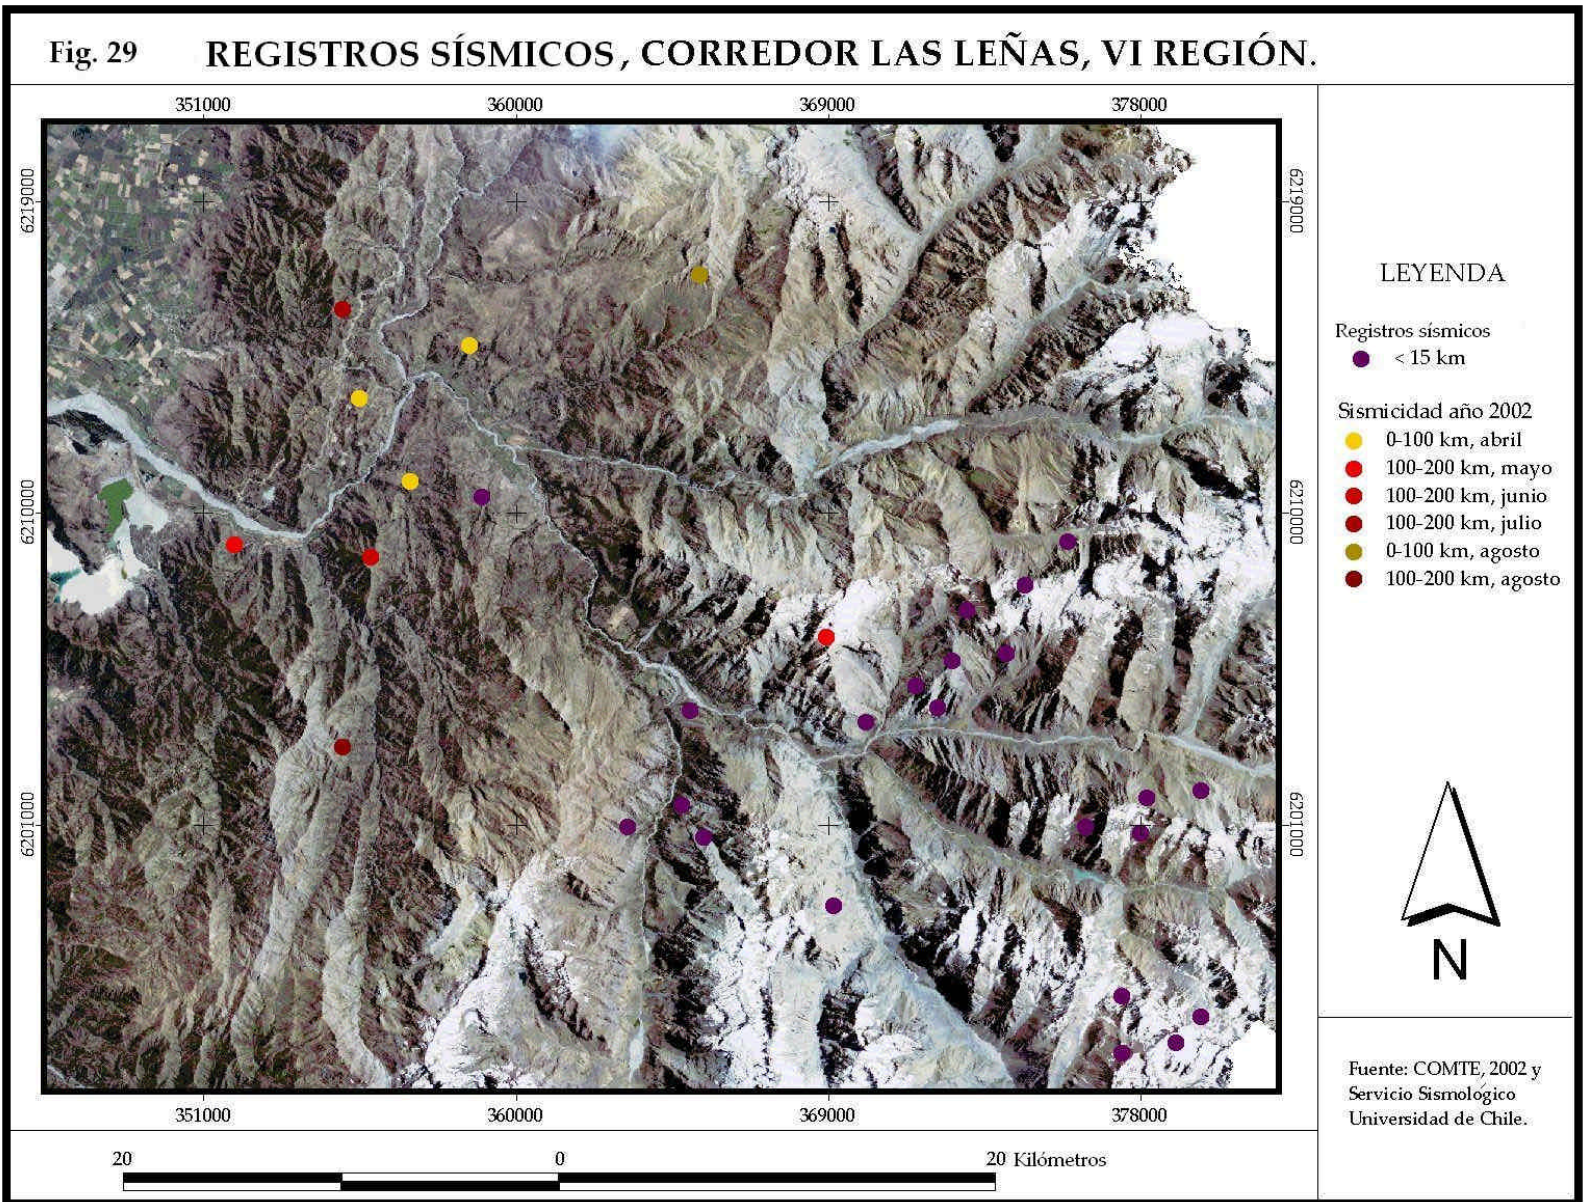 Fig. 29 REGISTROS SÍSMICOS, CORREDOR LAS LEÑAS, VI REGIÓN.
351000 360000 369000 378000
6219000 6219000
6210000 6210000
6201000 6201000
351000 360000 369000 378000
LEYENDA
Registros sísmicos
< 15 km
Sismicidad año 2002
0-100 km, abril
100-200 km, mayo
100-200 km, junio
100-200 km, julio
0-100 km, agosto
100-200 km, agosto
N
Fuente: COMTE, 2002 y
Servicio Sismológico
Universidad de Chile.
20 0 20 Kilómetros